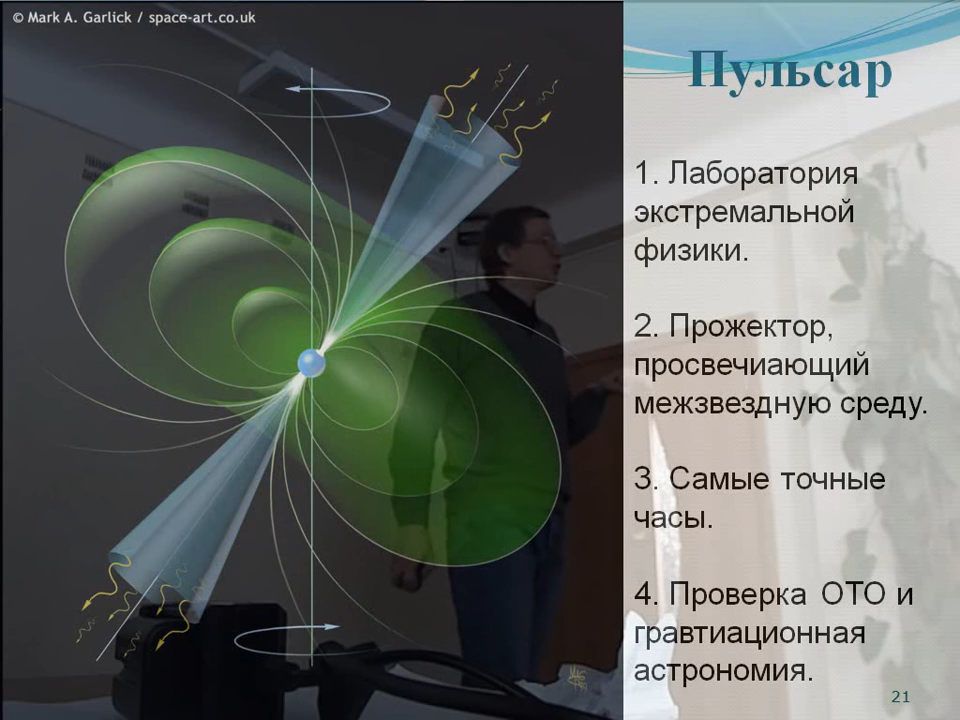 © Mark A. Garlick / space-art.co.uk
Пульсар
1. Лаборатория
экстремальной
физики.
2. Прожектор,
просвечиающий
межзвездную среду.
3. Самые точные
часы.
4. Проверка ОТО и
гравтиационная
астрономия.
21